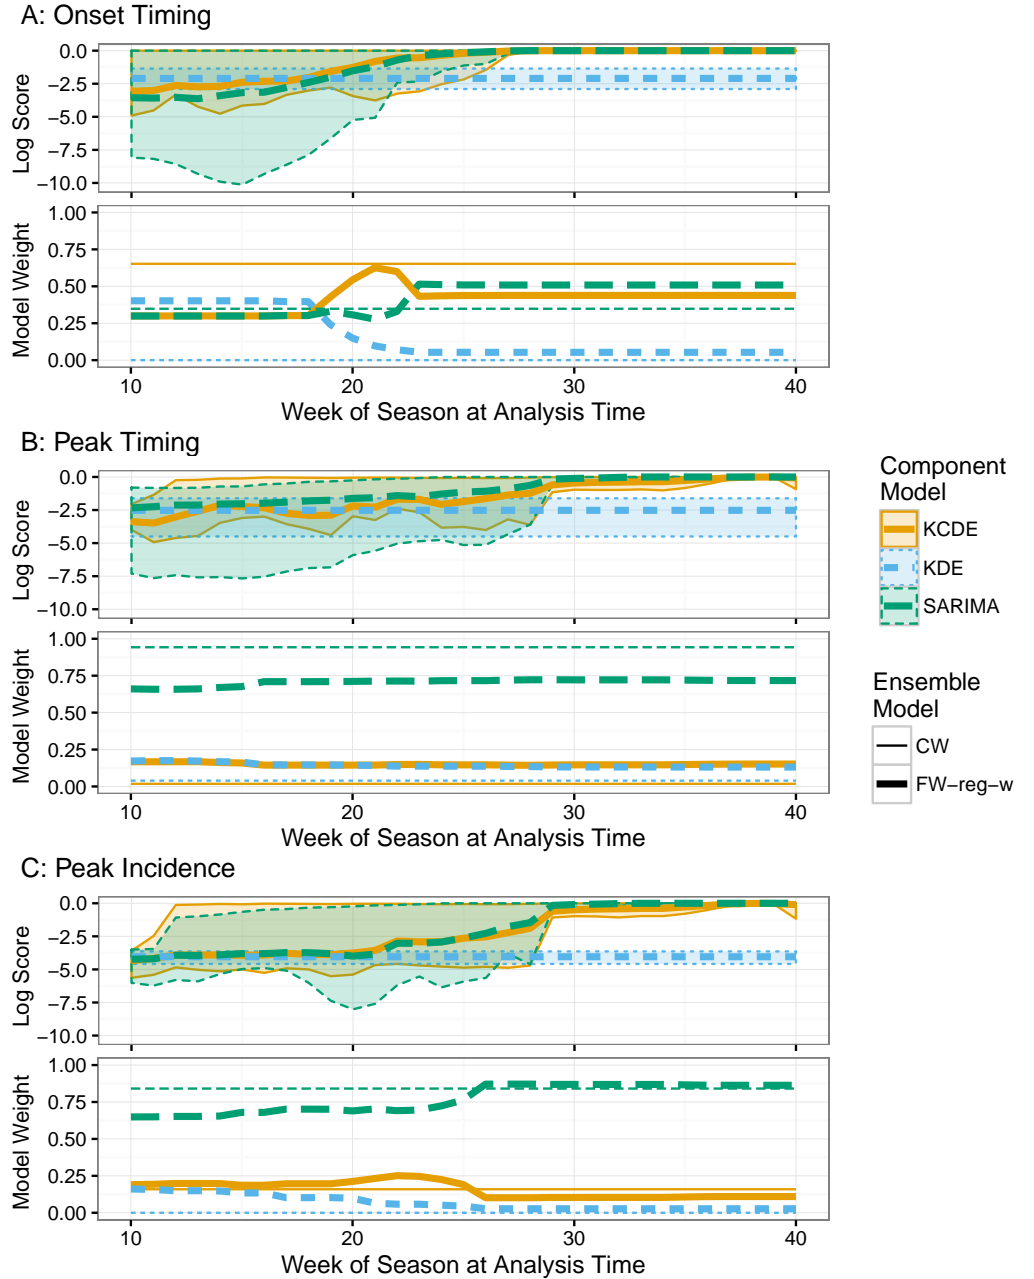 A: Onset Timing
0.0
−2.5
−5.0
−7.5
−10.0
Log Score
1.00
0.75
0.50
0.25
0.00
Model Weight
10 20 30 40
Week of Season at Analysis Time
B: Peak Timing
0.0
−2.5
−5.0
−7.5
−10.0
Log Score
1.00
0.75
0.50
0.25
0.00
Model Weight
10 20 30 40
Week of Season at Analysis Time
Component
Model
KCDE
KDE
SARIMA
Ensemble
Model
CW
FW−reg−w
C: Peak Incidence
0.0
−2.5
−5.0
−7.5
−10.0
Log Score
1.00
0.75
0.50
0.25
0.00
Model Weight
10 20 30 40
Week of Season at Analysis Time